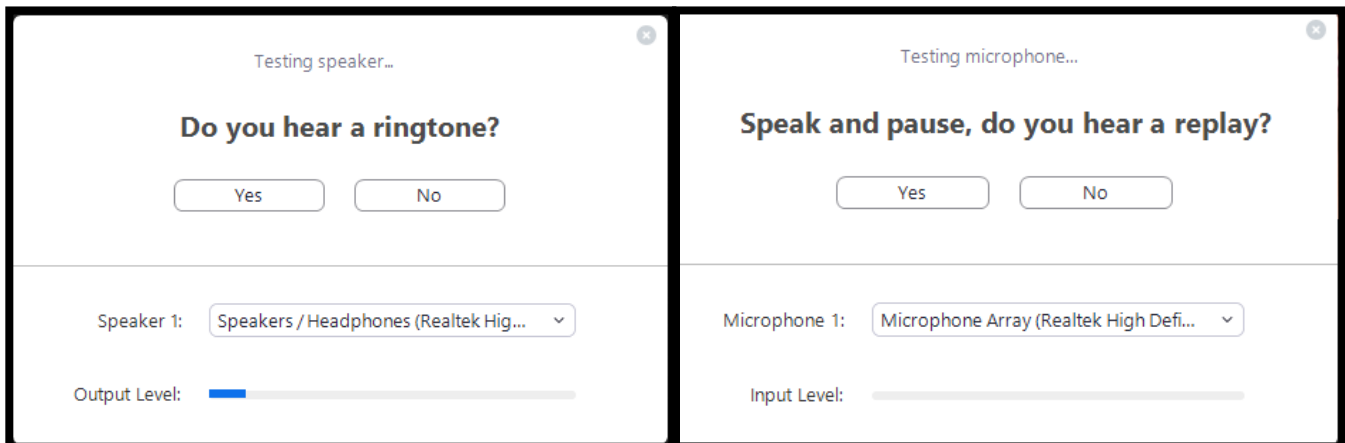 Testing speaker...
Do you hear a ringtone?
Yes
No
Speaker 1:
Speakers / Headphones (Realtek Hig...
Output Level:
Testing microphone...
Speak and pause, do you hear a replay?
Yes
No
Microphone 1:
Microphone Array (Realtek High Defi...
Input Level: